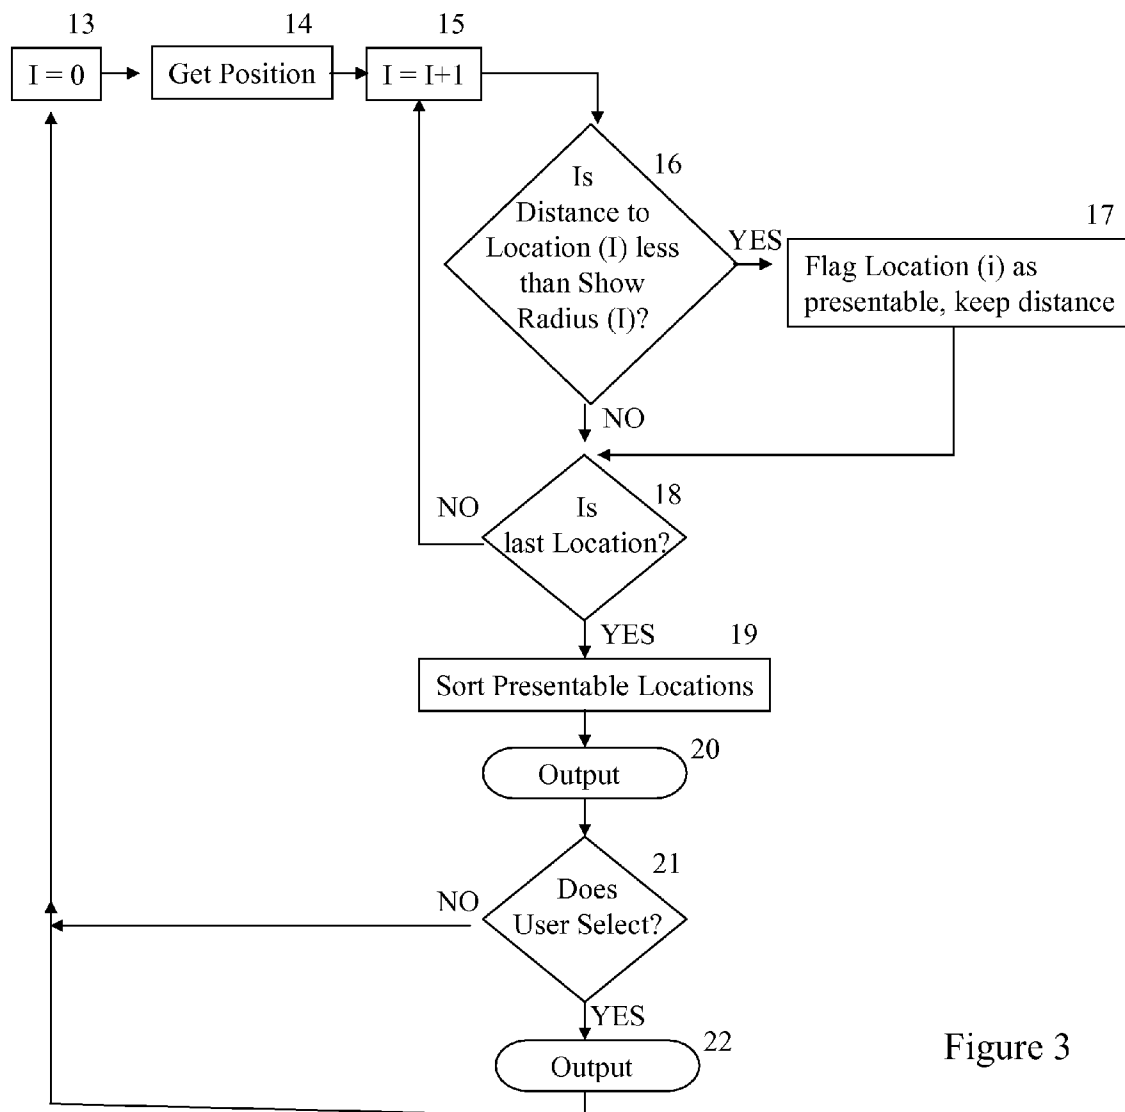 13
14
15
I = 0
Get Position
I = I+1
16
Is
Distance to
Location (I) less
than Show
Radius (I)?
YES
17
Flag Location (i) as
presentable, keep distance
NO
18
Is
last Location?
NO
YES
19
Sort Presentable Locations
20
Output
21
Does
User Select?
NO
YES
22
Output
Figure 3